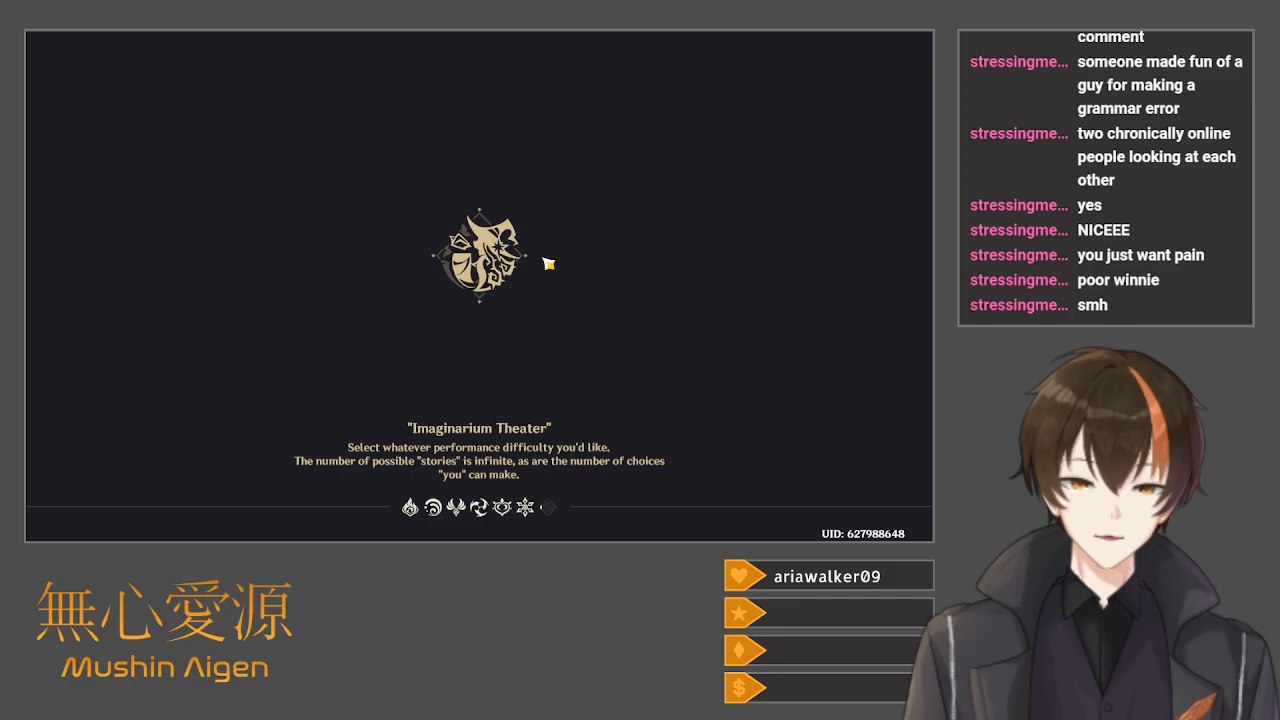 comment
stressingme... someone made fun of a
guy for making a
grammar error
stressingme... two chronically online
people looking at each
other
stressingme... yes
stressingme... NICEEE
stressingme... you just want pain
stressingme... poor winnie
stressingme... smh
"Imaginarium Theater"
Select whatever performance difficulty you'd like.
The number of possible "stories" is infinite, as are the number of choices
"you" can make.
UID: 627988648
ariawalker09
無心愛源
Mushin Aigen